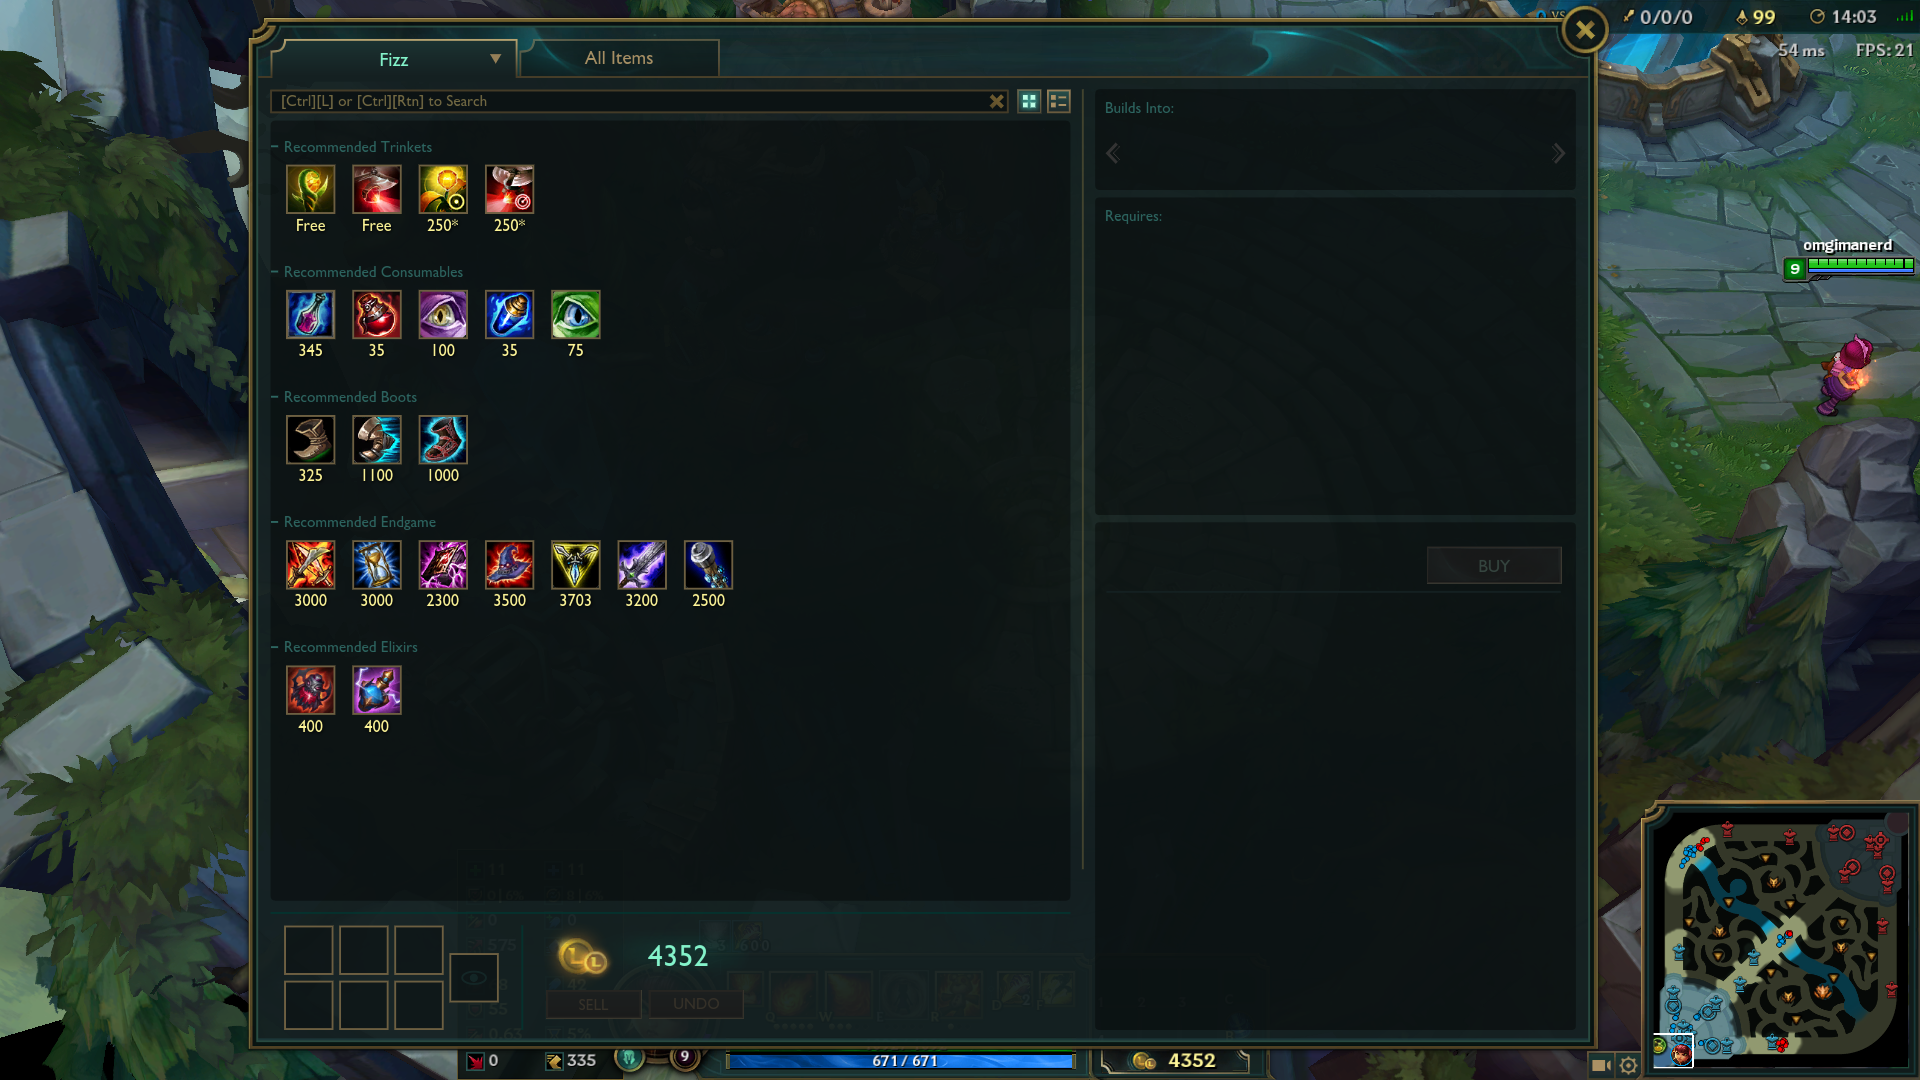 vs
0/0/0
99
14:03
54 ms
FPS: 21
Fizz
All Items
[Ctrl][L] or [Ctrl][Rtn] to Search
Recommended Trinkets
Free
Free
250*
250*
Recommended Consumables
345
35
100
35
75
Recommended Boots
325
1100
1000
Recommended Endgame
3000
3000
2300
3500
3703
3200
2500
Recommended Elixirs
400
400
Builds Into:
Requires:
BUY
omgimanerd
9
4352
SELL
UNDO
0
335
9
671 / 671
4352